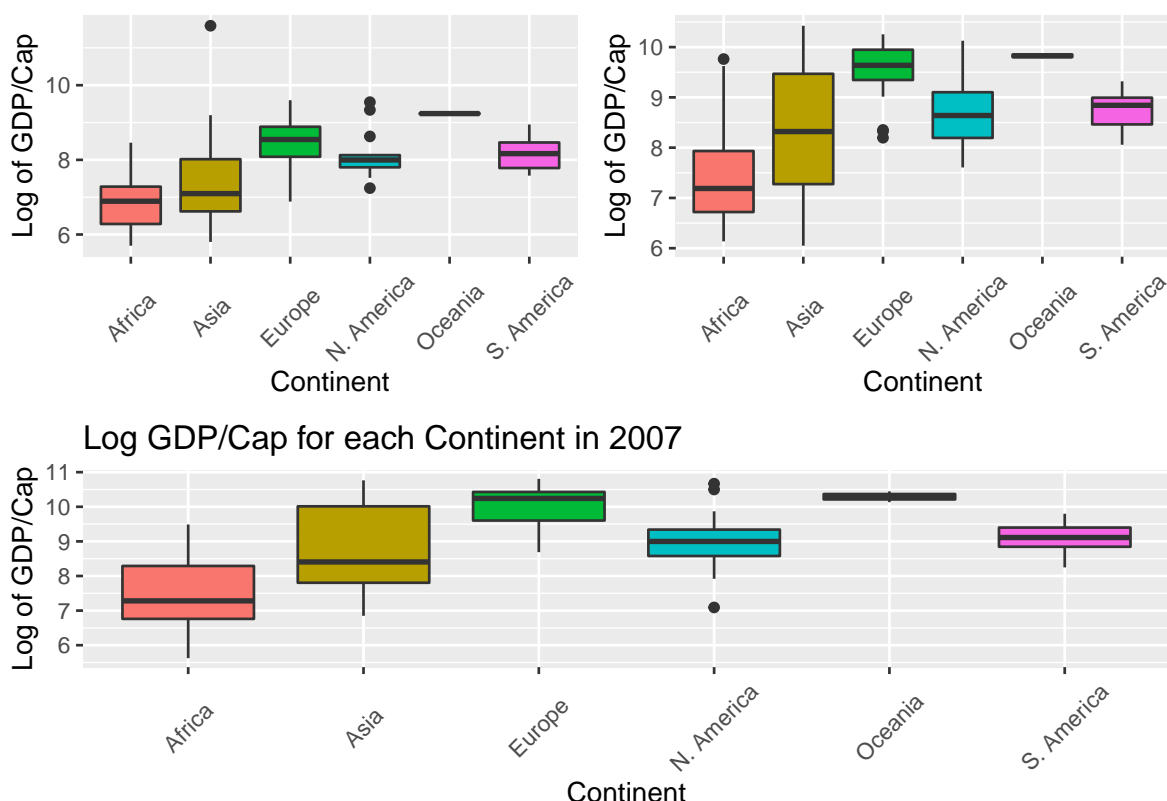 Log of GDP/Cap
10
8
6
Africa
Asia
Europe
N. America
Oceania
S. America
Continent
Log of GDP/Cap
10
9
8
7
6
Africa
Asia
Europe
N. America
Oceania
S. America
Continent
Log GDP/Cap for each Continent in 2007
Log of GDP/Cap
11
10
9
8
7
6
Africa
Asia
Europe
N. America
Oceania
S. America
Continent